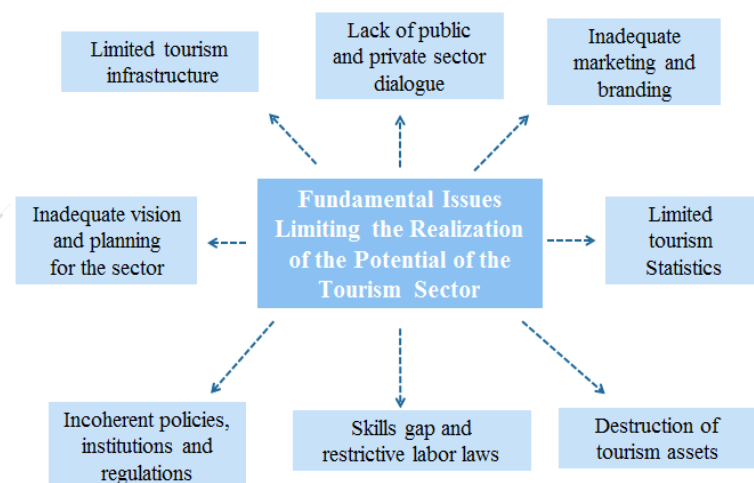 Limited tourism
infrastructure
Lack of public
and private sector
dialogue
Inadequate
marketing and
branding
Inadequate vision
and planning
for the sector
Fundamental Issues
Limiting the Realization
of the Potential of the
Tourism Sector
Limited
tourism
Statistics
Incoherent policies,
institutions and
regulations
Skills gap and
restrictive labor laws
Destruction of
tourism assets